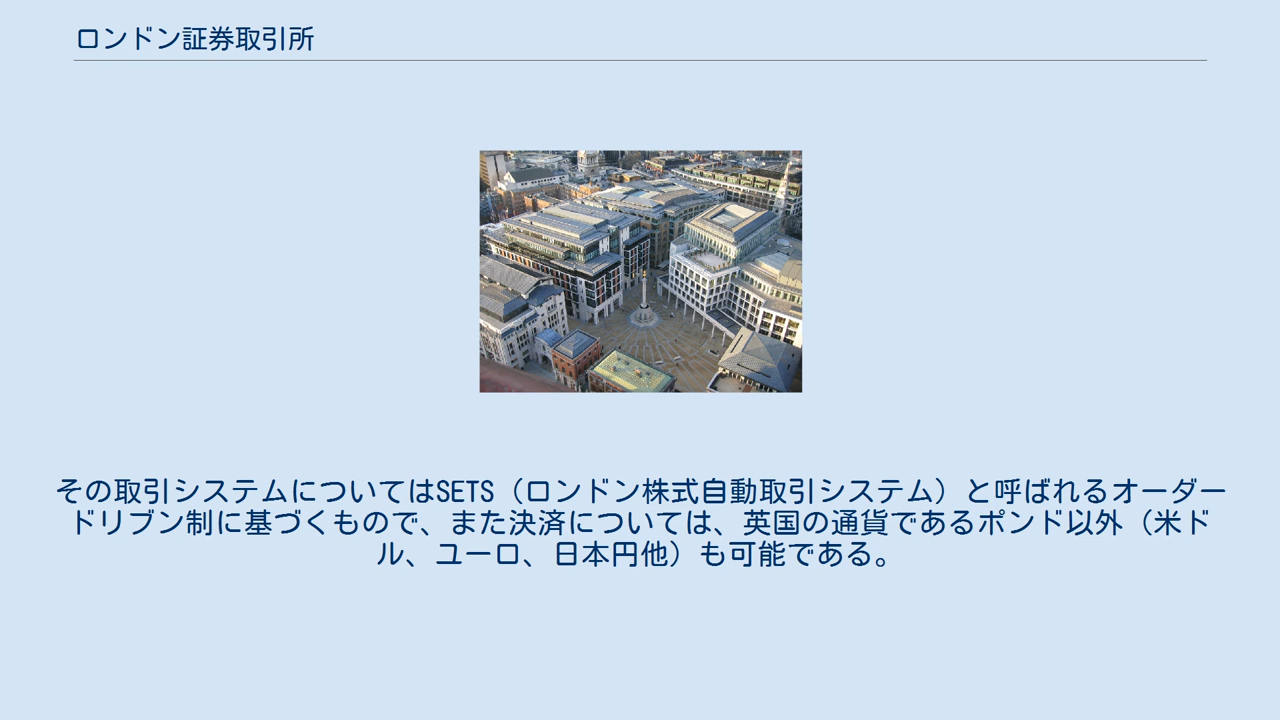 ロンドン証券取引所
その取引システムについてはSETS（ロンドン株式自動取引システム）と呼ばれるオーダー
ドリブン制に基づくもので、また決済については、英国の通貨であるポンド以外（米ド
ル、ユーロ、日本円他）も可能である。